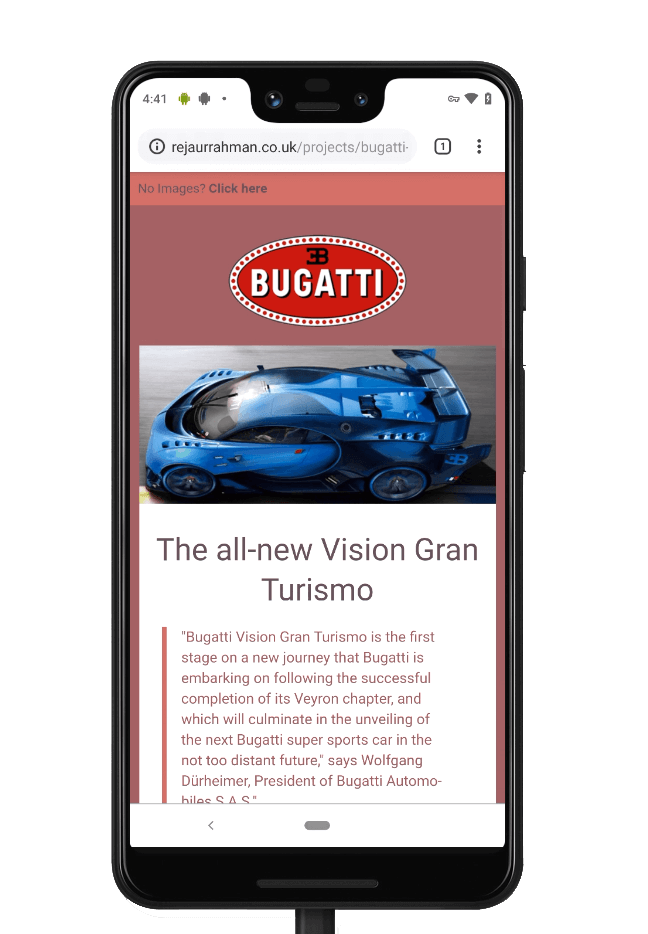 4:41
rejaurrahman.co.uk/projects/bugatti-
1
No Images? Click here
EB
BUGATTI
The all-new Vision Gran
Turismo
"Bugatti Vision Gran Turismo is the first
stage on a new journey that Bugatti is
embarking on following the successful
completion of its Veyron chapter, and
which will culminate in the unveiling of
the next Bugatti super sports car in the
not too distant future," says Wolfgang
Dürheimer, President of Bugatti Automo-
biles S.A.S."